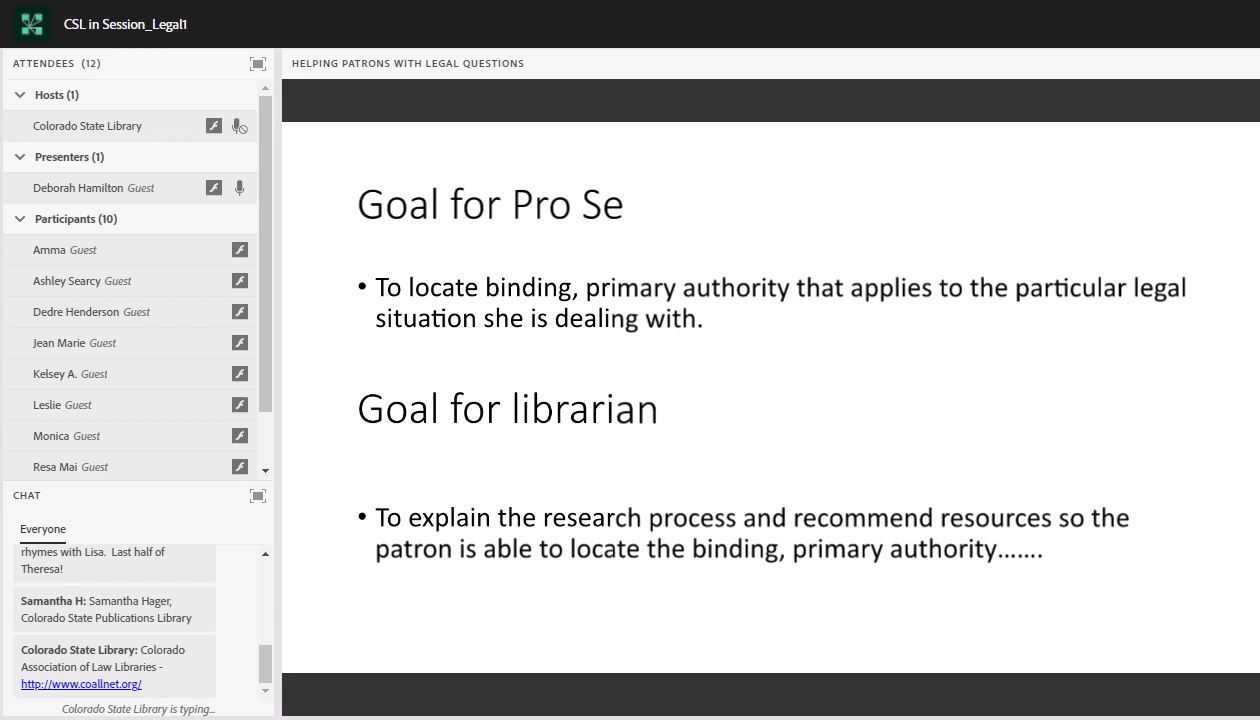 CSL in Session_Legal1
ATTENDEES (12)
Hosts (1)
Colorado State Library
Presenters (1)
Deborah Hamilton Guest
Participants (10)
Amma Guest
Ashley Searcy Guest
Dedre Henderson Guest
Jean Marie Guest
Kelsey A. Guest
Leslie Guest
Monica Guest
Resa Mai Guest
CHAT
Everyone
rhymes with Lisa. Last half of
Theresa!
Samantha H: Samantha Hager,
Colorado State Publications Library
Colorado State Library: Colorado
Association of Law Libraries -
http://www.coallnet.org/
Colorado State Library is typing...
HELPING PATRONS WITH LEGAL QUESTIONS
Goal for Pro Se
• To locate binding, primary authority that applies to the particular legal
situation she is dealing with.
Goal for librarian
• To explain the research process and recommend resources so the
patron is able to locate the binding, primary authority…….